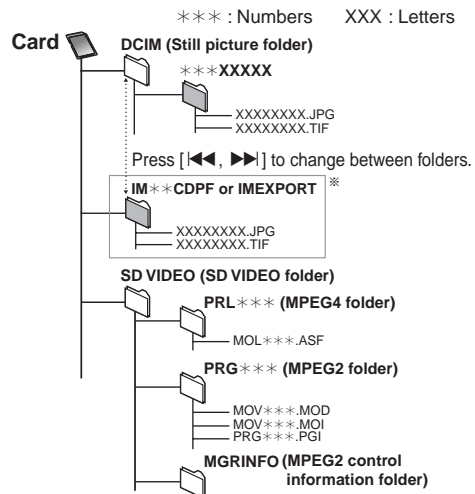 ∗∗∗ : Numbers XXX : Letters
Card
DCIM (Still picture folder)
∗∗∗XXXXX
XXXXXXXX.JPG
XXXXXXXX.TIF
Press [⏮, ⏭] to change between folders.
IM∗∗CDPF or IMEXPORT ※
XXXXXXXX.JPG
XXXXXXXX.TIF
SD VIDEO (SD VIDEO folder)
PRL∗∗∗ (MPEG4 folder)
MOL∗∗∗.ASF
PRG∗∗∗ (MPEG2 folder)
MOV∗∗∗.MOD
MOV∗∗∗.MOI
PRG∗∗∗.PGI
MGRINFO (MPEG2 control
information folder)